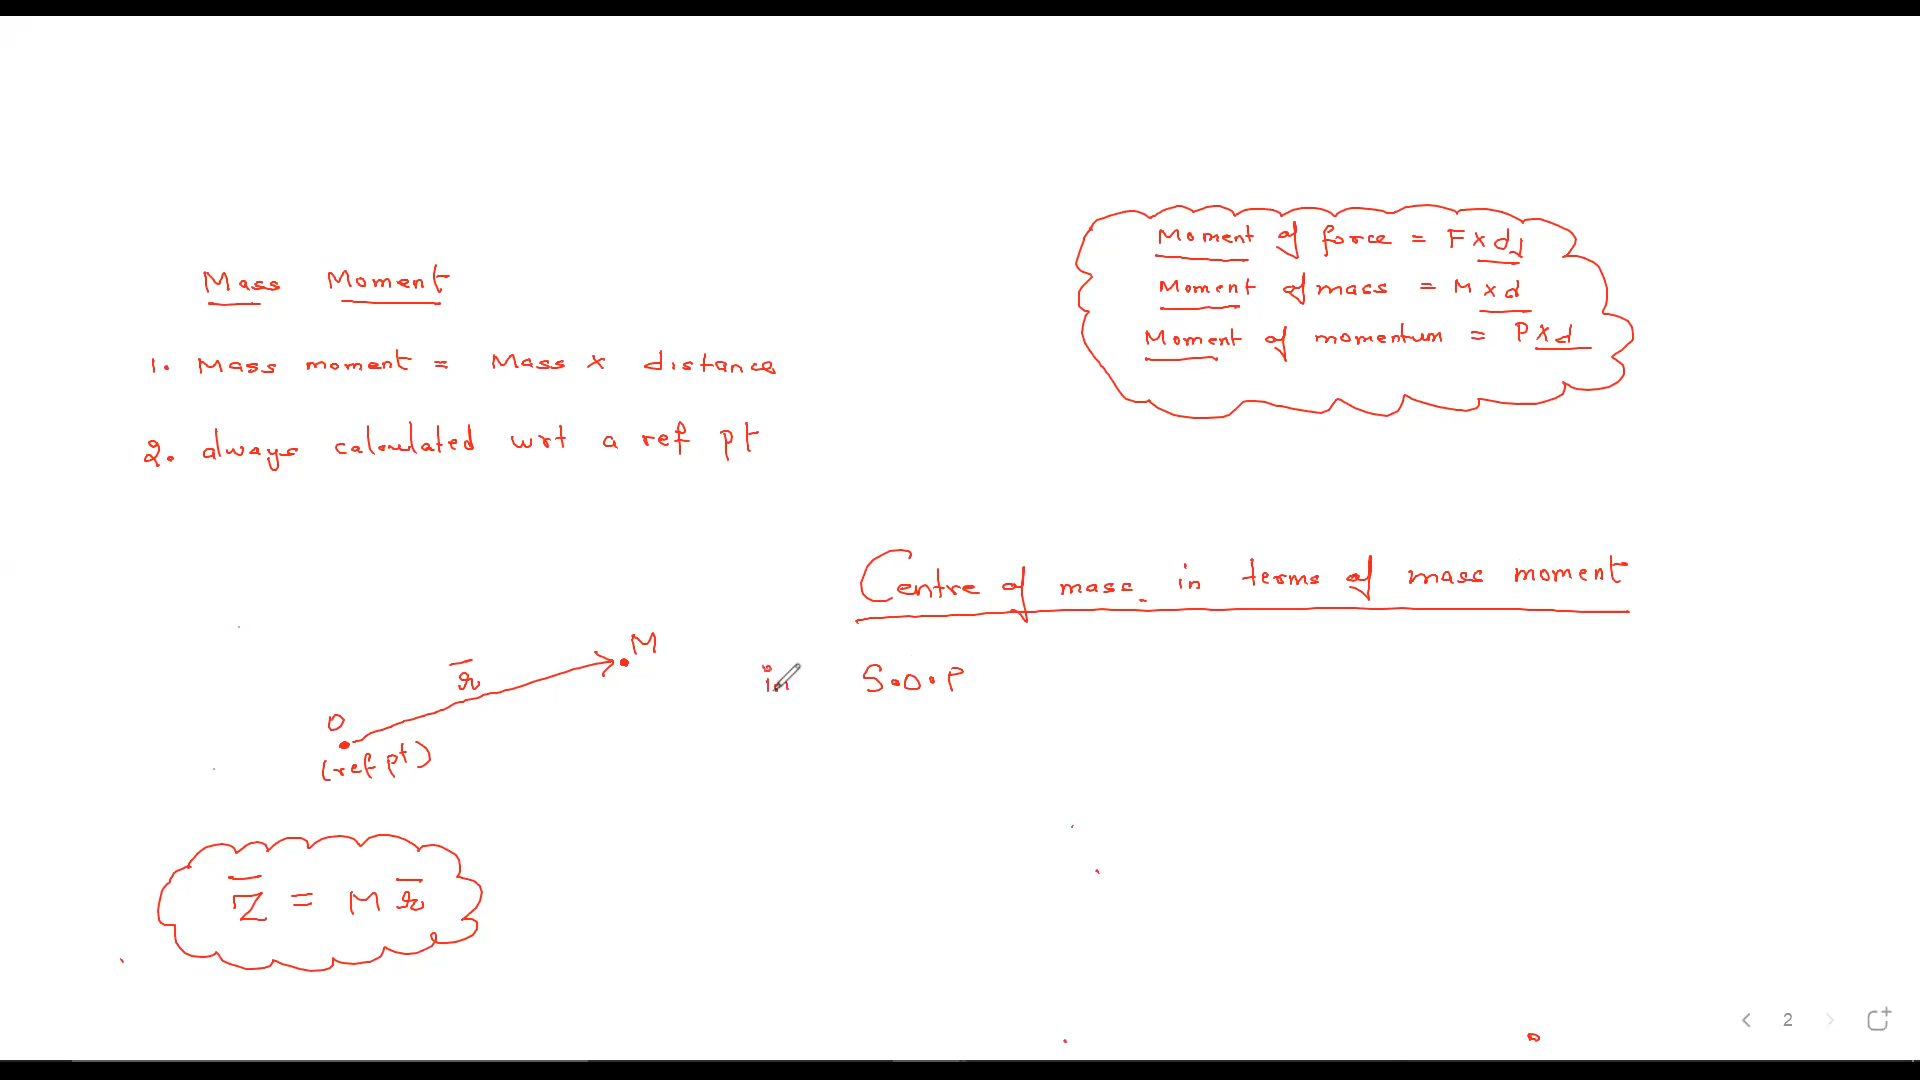 Mass Moment
1. Mass moment = Mass x distance
2. always calculated wrt a ref pt
Moment of force = F x d⊥
Moment of mass = M x d
Moment of momentum = P x d
Centre of mass in terms of mass moment
in S.O.P
M
r̅
O
(ref pt)
Z̅ = M r̅
2